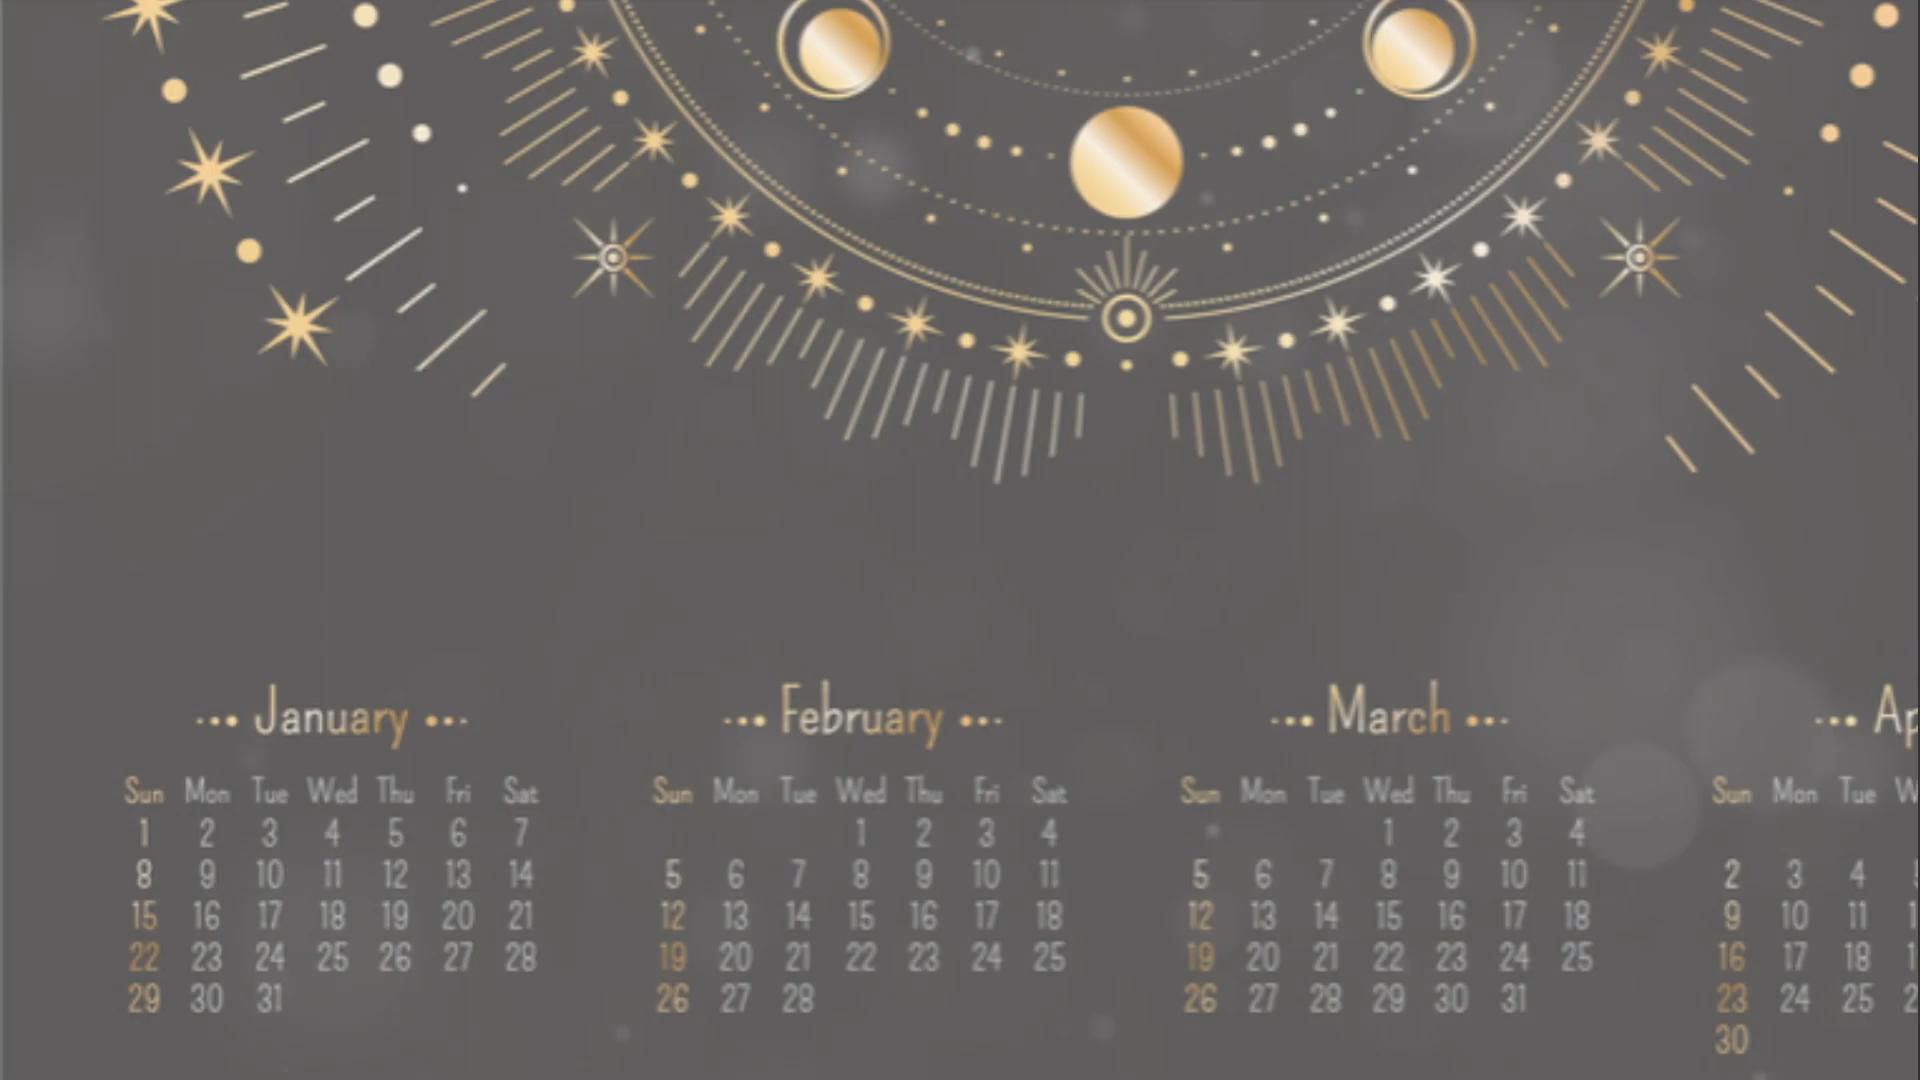 January
Sun Mon Tue Wed Thu Fri Sat
1 2 3 4 5 6 7
8 9 10 11 12 13 14
15 16 17 18 19 20 21
22 23 24 25 26 27 28
29 30 31
February
Sun Mon Tue Wed Thu Fri Sat
1 2 3 4
5 6 7 8 9 10 11
12 13 14 15 16 17 18
19 20 21 22 23 24 25
26 27 28
March
Sun Mon Tue Wed Thu Fri Sat
1 2 3 4
5 6 7 8 9 10 11
12 13 14 15 16 17 18
19 20 21 22 23 24 25
26 27 28 29 30 31
Sun Mon Tue
2 3 4
9 10 11
16 17 18
23 24 25
30